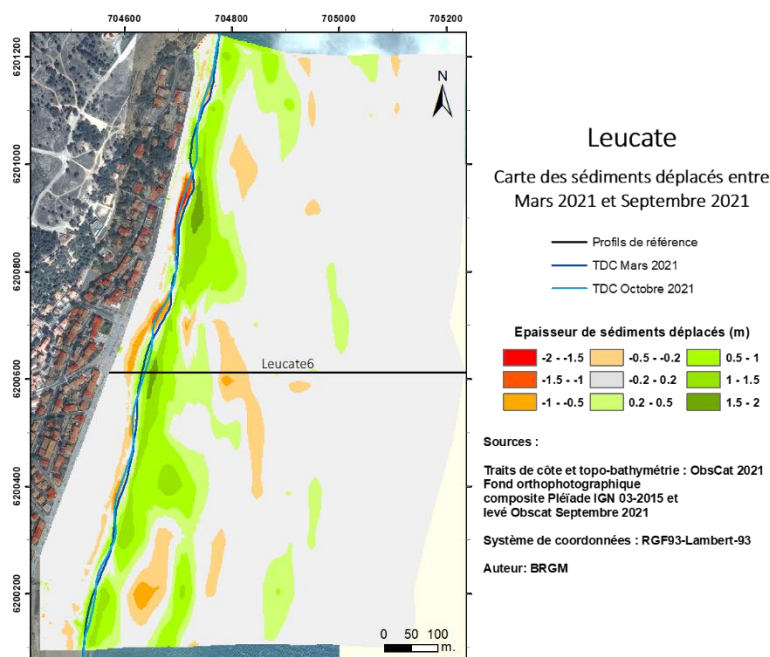 704600 704800 705000 705200
6201200
6201000
6200800
6200600
6200400
6200200
N
Leucate6
0 50 100
m.
Leucate
Carte des sédiments déplacés entre
Mars 2021 et Septembre 2021
Profils de référence
TDC Mars 2021
TDC Octobre 2021
Epaisseur de sédiments déplacés (m)
-2 - -1.5 -0.5 - -0.2 0.5 - 1
-1.5 - -1 -0.2 - 0.2 1 - 1.5
-1 - -0.5 0.2 - 0.5 1.5 - 2
Sources :
Traits de côte et topo-bathymétrie : ObsCat 2021
Fond orthophotographique
composite Pléïade IGN 03-2015 et
levé Obscat Septembre 2021
Système de coordonnées : RGF93-Lambert-93
Auteur: BRGM